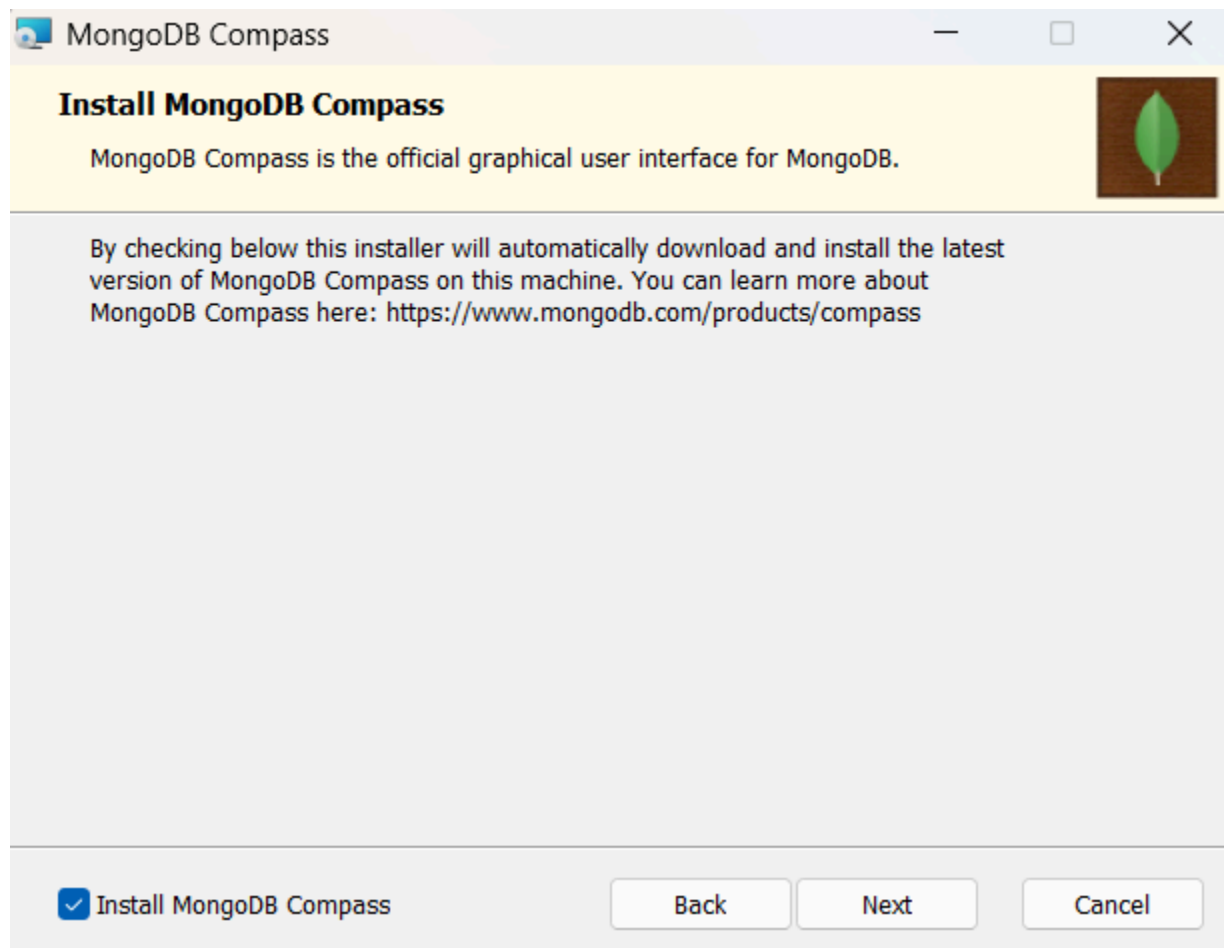 MongoDB Compass
Install MongoDB Compass
MongoDB Compass is the official graphical user interface for MongoDB.
By checking below this installer will automatically download and install the latest
version of MongoDB Compass on this machine. You can learn more about
MongoDB Compass here: https://www.mongodb.com/products/compass
Install MongoDB Compass Back Next Cancel